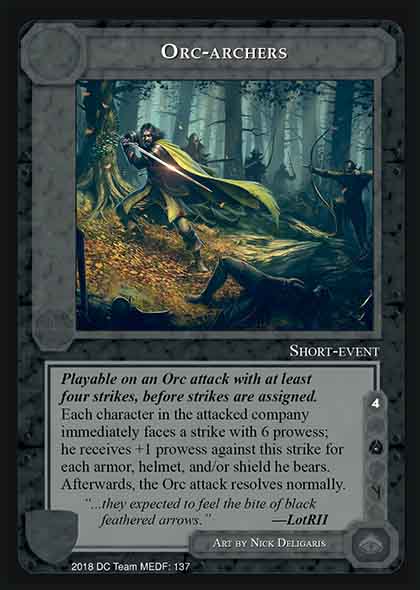 Orc-archers
Short-event
Playable on an Orc attack with at least
four strikes, before strikes are assigned.
Each character in the attacked company
immediately faces a strike with 6 prowess;
he receives +1 prowess against this strike for
each armor, helmet, and/or shield he bears.
Afterwards, the Orc attack resolves normally.
4
“...they expected to feel the bite of black
feathered arrows.” —LotRII
Art by Nick Deligaris
2018 DC Team MEDF: 137